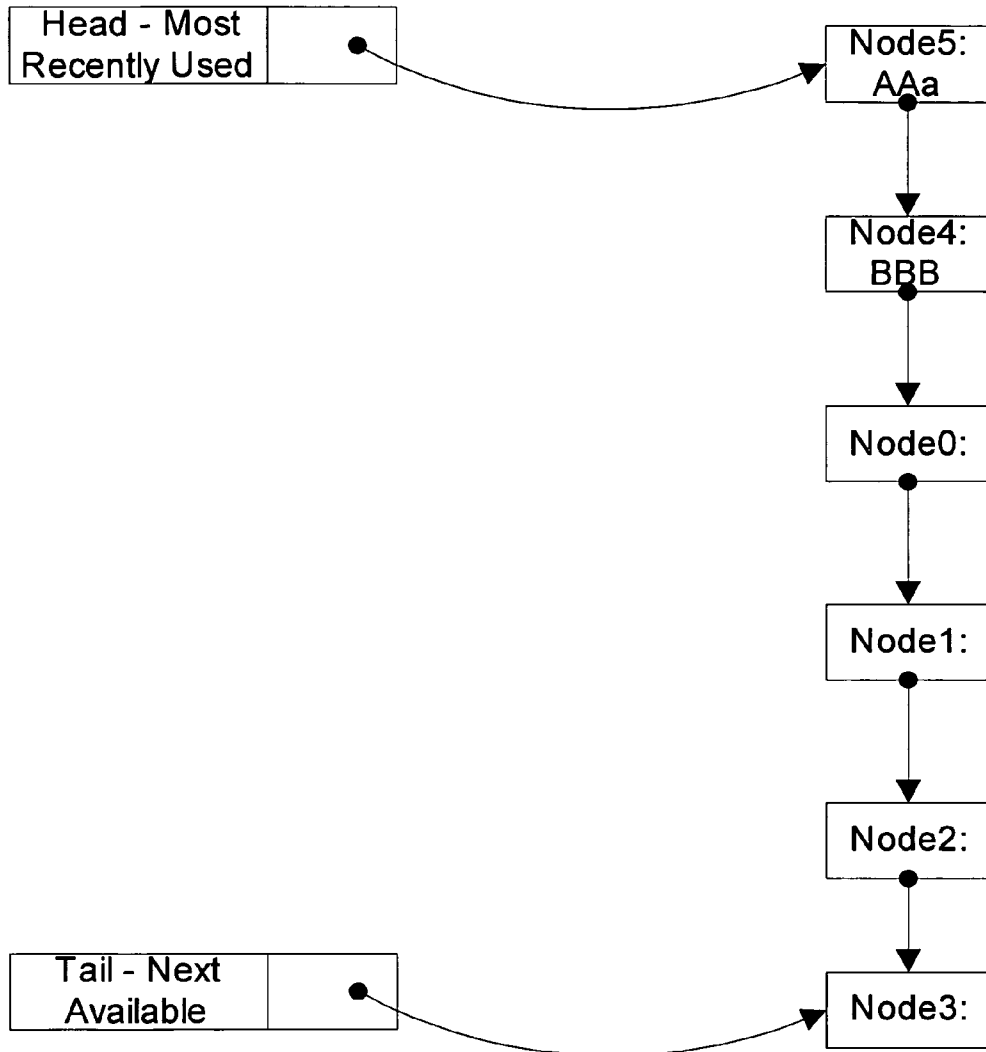 Head - Most
Recently Used
Node5:
AAa
Node4:
BBB
Node0:
Node1:
Node2:
Tail - Next
Available
Node3: